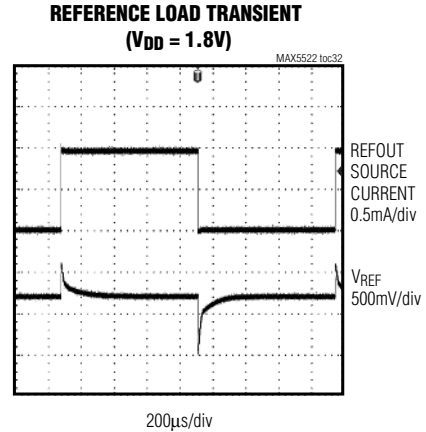 REFERENCE LOAD TRANSIENT
(VDD = 1.8V)
MAX5522 toc32
REFOUT
SOURCE
CURRENT
0.5mA/div
VREF
500mV/div
200μs/div